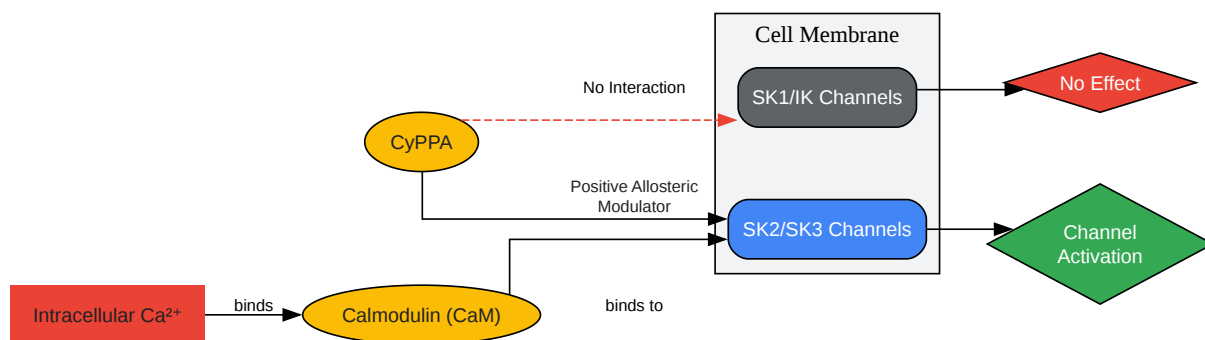 Cell Membrane
No Interaction
SK1/IK Channels
No Effect
CyPPA
Positive Allosteric
Modulator
SK2/SK3 Channels
Channel
Activation
Intracellular Ca²⁺
binds
Calmodulin (CaM)
binds to